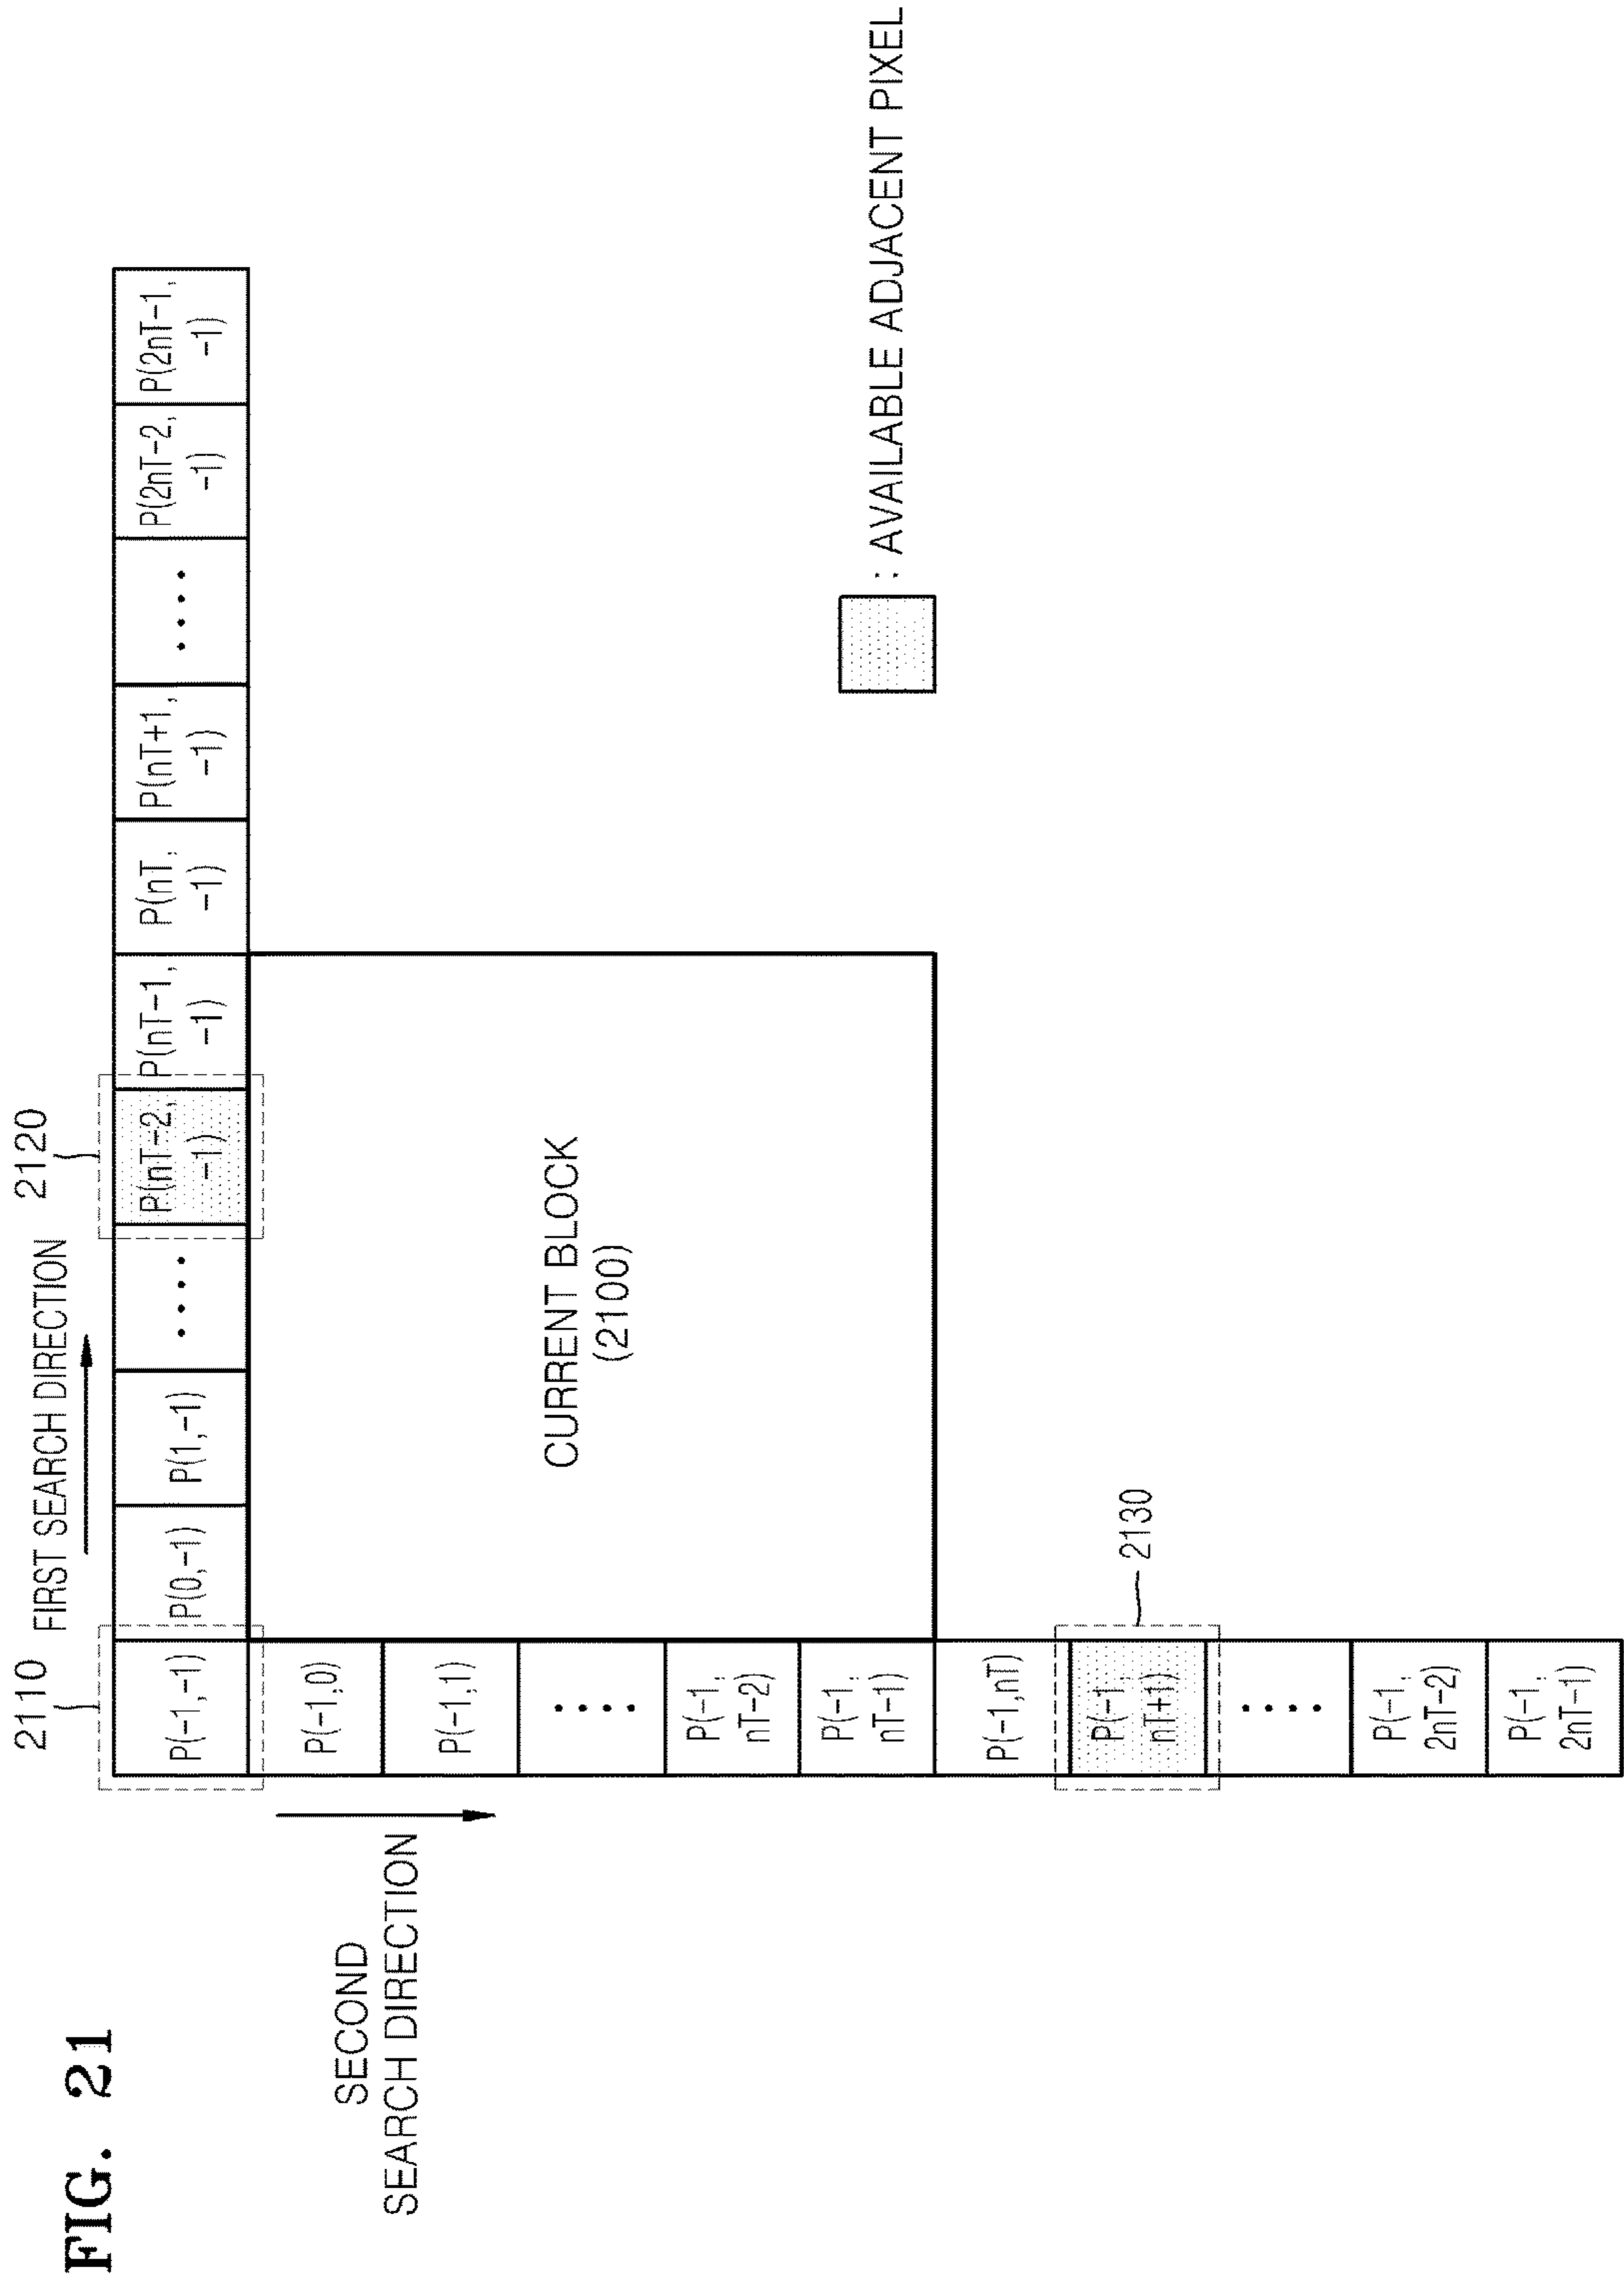 FIG. 21
2110
FIRST SEARCH DIRECTION
2120
P(-1,-1)
P(0,-1)
P(1,-1)
....
P(nT-2,
-1)
P(nT-1,
-1)
P(nT,
-1)
P(nT+1,
-1)
....
P(2nT-2,
-1)
P(2nT-1,
-1)
SECOND
SEARCH DIRECTION
P(-1,0)
P(-1,1)
....
P(-1,
nT-2)
P(-1,
nT-1)
P(-1,nT)
P(-1,
nT+1)
....
P(-1,
2nT-2)
P(-1,
2nT-1)
CURRENT BLOCK
(2100)
2130
: AVAILABLE ADJACENT PIXEL